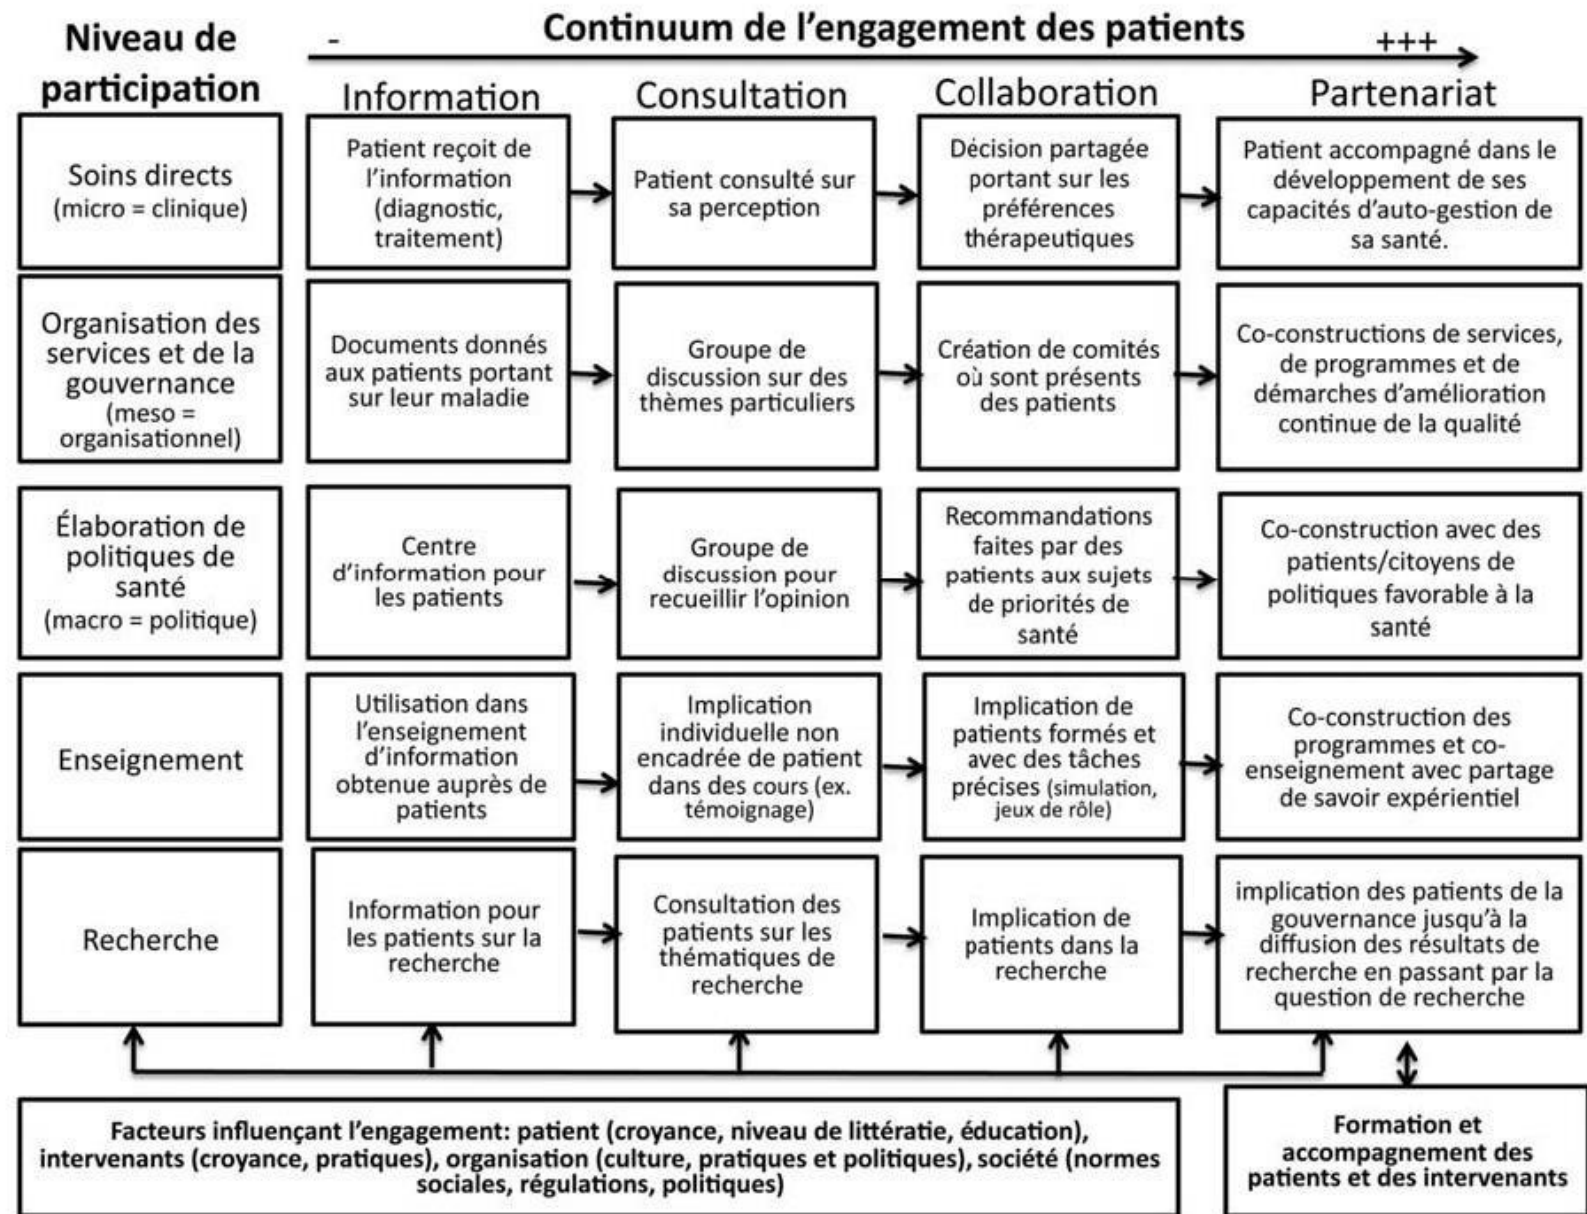 Niveau de
participation
-
Continuum de l'engagement des patients
+++
Information
Consultation
Collaboration
Partenariat
Soins directs
(micro = clinique)
Patient reçoit de
l'information
(diagnostic,
traitement)
Patient consulté sur
sa perception
Décision partagée
portant sur les
préférences
thérapeutiques
Patient accompagné dans le
développement de ses
capacités d'auto-gestion de
sa santé.
Organisation des
services et de la
gouvernance
(meso =
organisationnel)
Documents donnés
aux patients portant
sur leur maladie
Groupe de
discussion sur des
thèmes particuliers
Création de comités
où sont présents
des patients
Co-constructions de services,
de programmes et de
démarches d'amélioration
continue de la qualité
Élaboration de
politiques de
santé
(macro = politique)
Centre
d'information pour
les patients
Groupe de
discussion pour
recueillir l'opinion
Recommandations
faites par des
patients aux sujets
de priorités de
santé
Co-construction avec des
patients/citoyens de
politiques favorable à la
santé
Enseignement
Utilisation dans
l'enseignement
d'information
obtenue auprès de
patients
Implication
individuelle non
encadrée de patient
dans des cours (ex.
témoignage)
Implication de
patients formés et
avec des tâches
précises (simulation,
jeux de rôle)
Co-construction des
programmes et co-
enseignement avec partage
de savoir expérientiel
Recherche
Information pour
les patients sur la
recherche
Consultation des
patients sur les
thématiques de
recherche
Implication de
patients dans la
recherche
implication des patients de la
gouvernance jusqu'à la
diffusion des résultats de
recherche en passant par la
question de recherche
Facteurs influençant l'engagement: patient (croyance, niveau de littératie, éducation),
intervenants (croyance, pratiques), organisation (culture, pratiques et politiques), société (normes
sociales, régulations, politiques)
Formation et
accompagnement des
patients et des intervenants